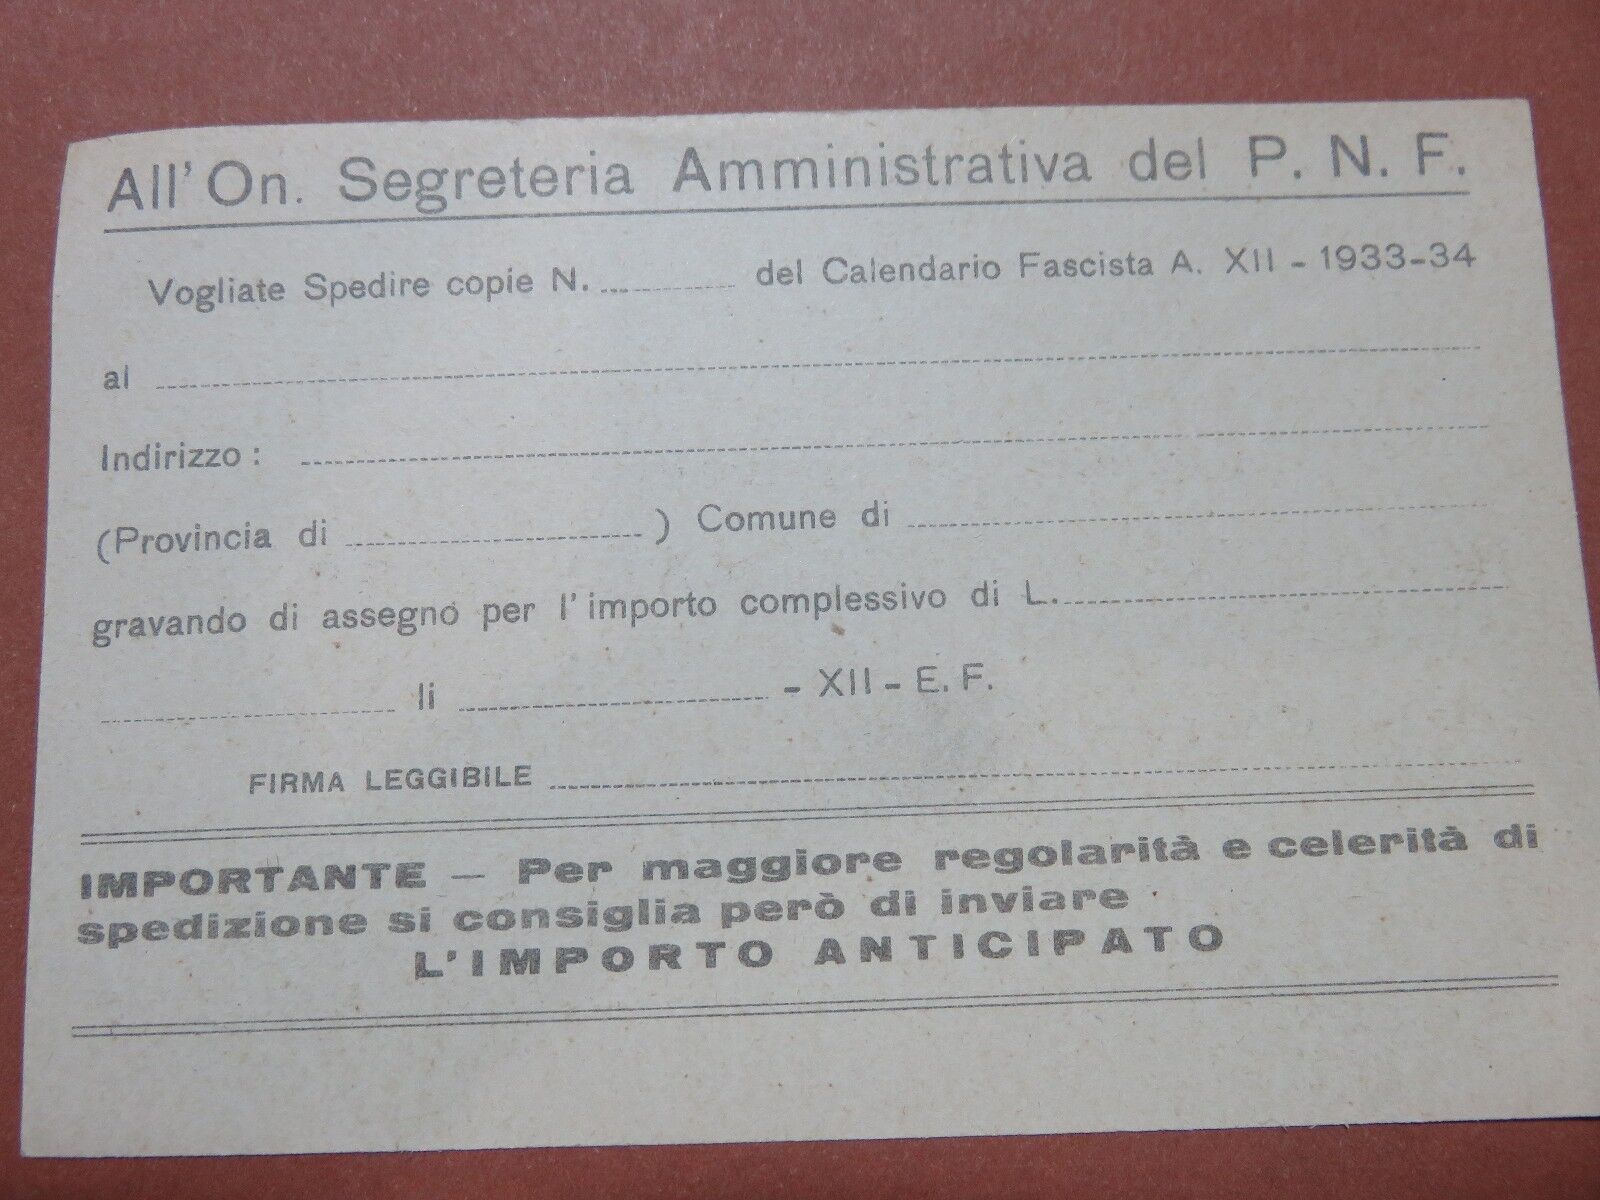 All' On. Segreteria Amministrativa del P. N. F.
Vogliate Spedire copie N. ............ del Calendario Fascista A. XII - 1933-34
al ............
Indirizzo : ............
(Provincia di ............ ) Comune di ............
gravando di assegno per l' importo complessivo di L. ............
............ li ............ - XII - E. F.
FIRMA LEGGIBILE ............
IMPORTANTE — Per maggiore regolarità e celerità di
spedizione si consiglia però di inviare
L'IMPORTO ANTICIPATO